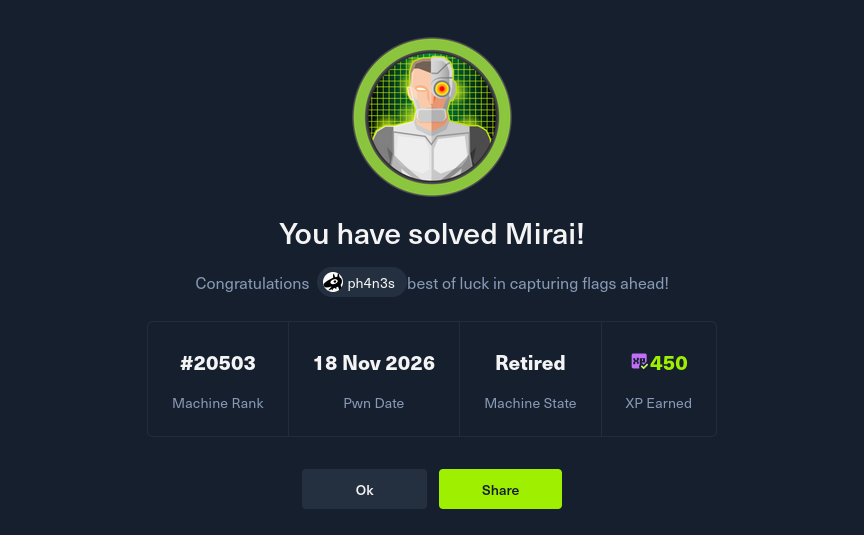 You have solved Mirai!
Congratulations ph4n3s best of luck in capturing flags ahead!
#20503 18 Nov 2026 Retired XP 450
Machine Rank Pwn Date Machine State XP Earned
Ok Share